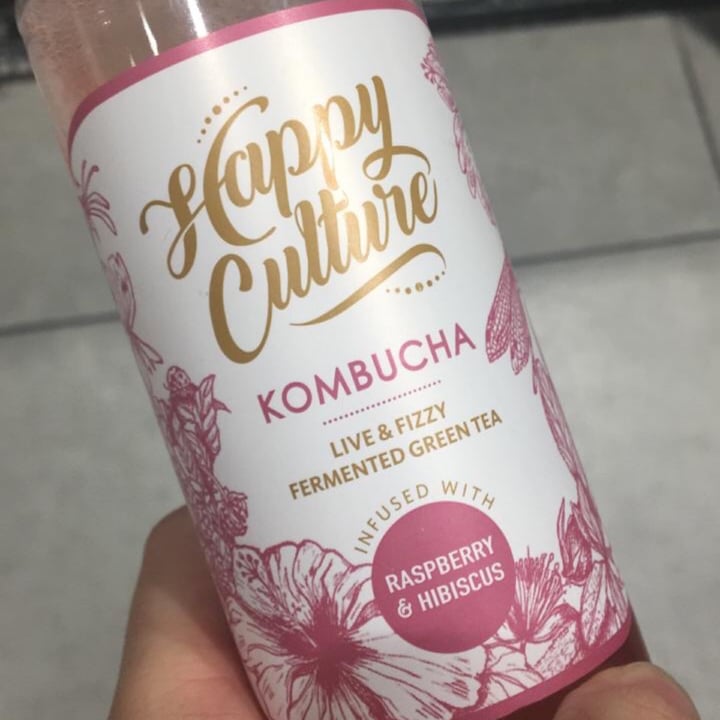 Happy
Culture
KOMBUCHA
LIVE & FIZZY
FERMENTED GREEN TEA
INFUSED WITH
RASPBERRY
& HIBISCUS